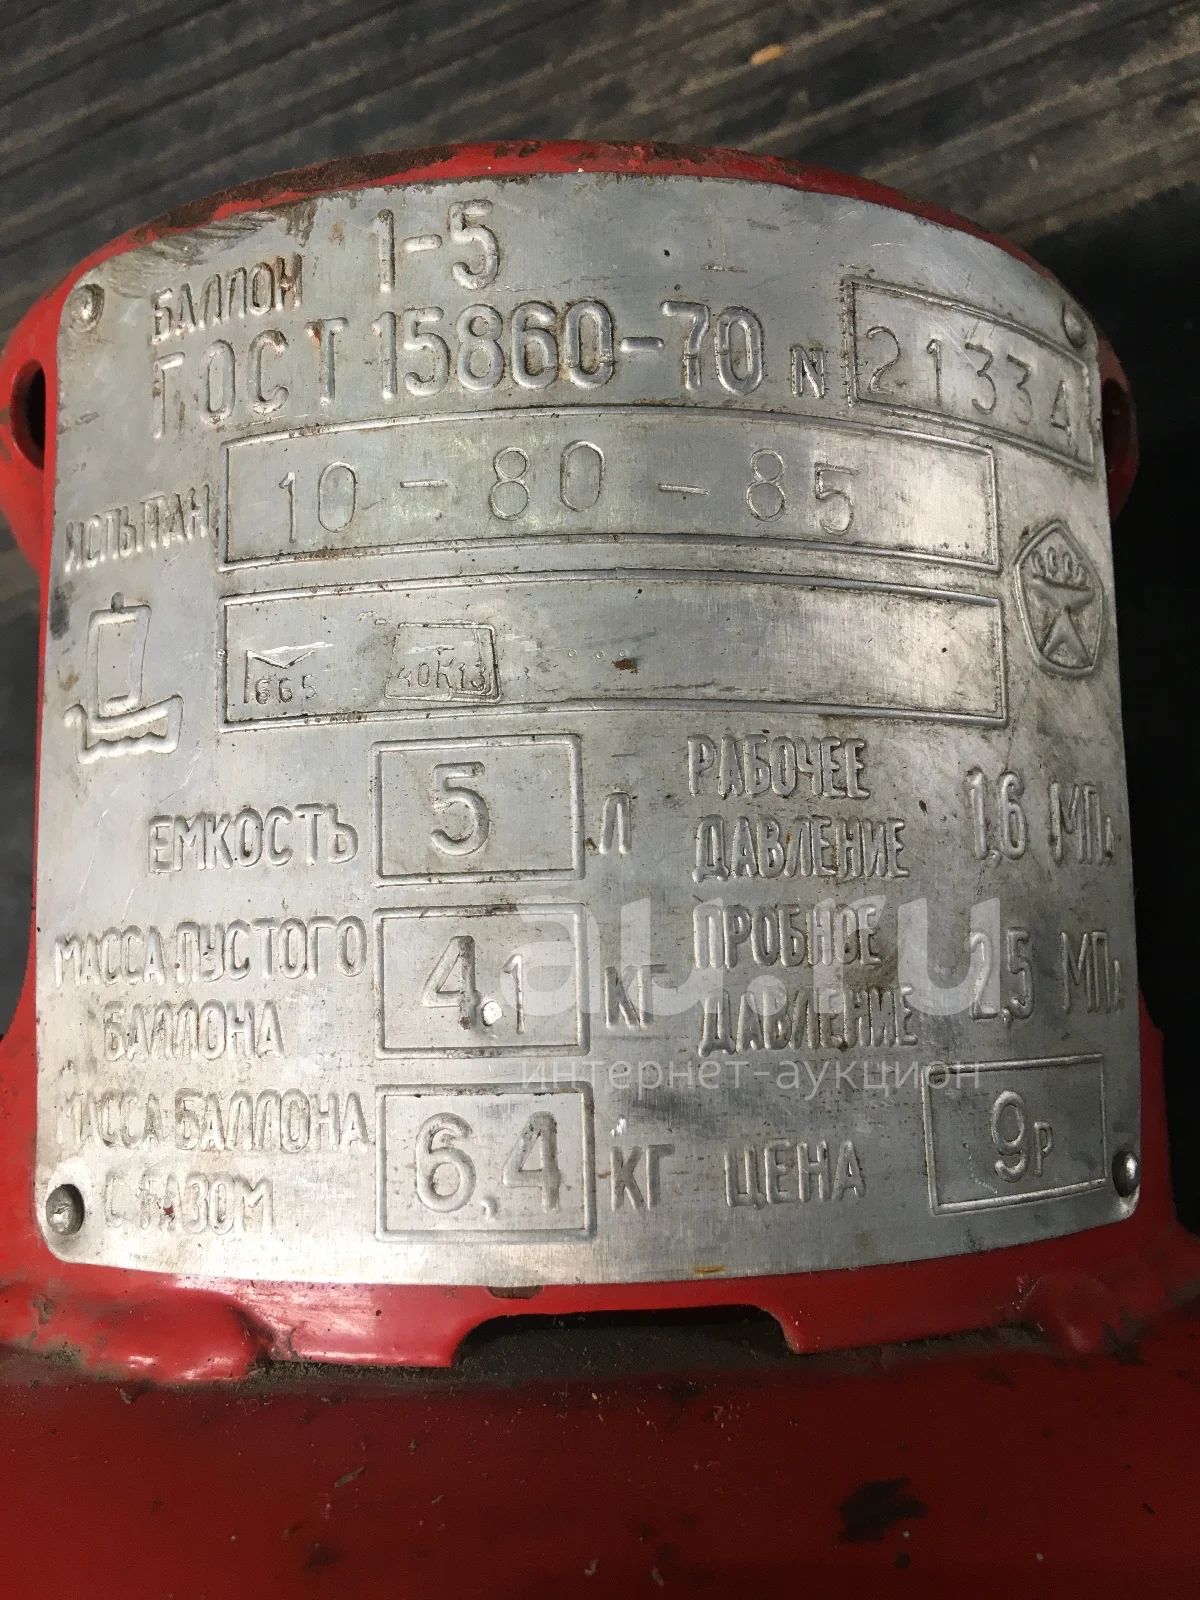 БАЛЛОН 1-5
ГОСТ 15860-70 N 21334
ИСПЫТАН 10-80-85
665 40К13
ЕМКОСТЬ 5 Л
РАБОЧЕЕ ДАВЛЕНИЕ 1,6 МПа
МАССА ПУСТОГО БАЛЛОНА 4.1 КГ
ПРОБНОЕ ДАВЛЕНИЕ 2,5 МПа
МАССА БАЛЛОНА С ГАЗОМ 6,4 КГ
ЦЕНА 9р
au.ru
интернет-аукцион